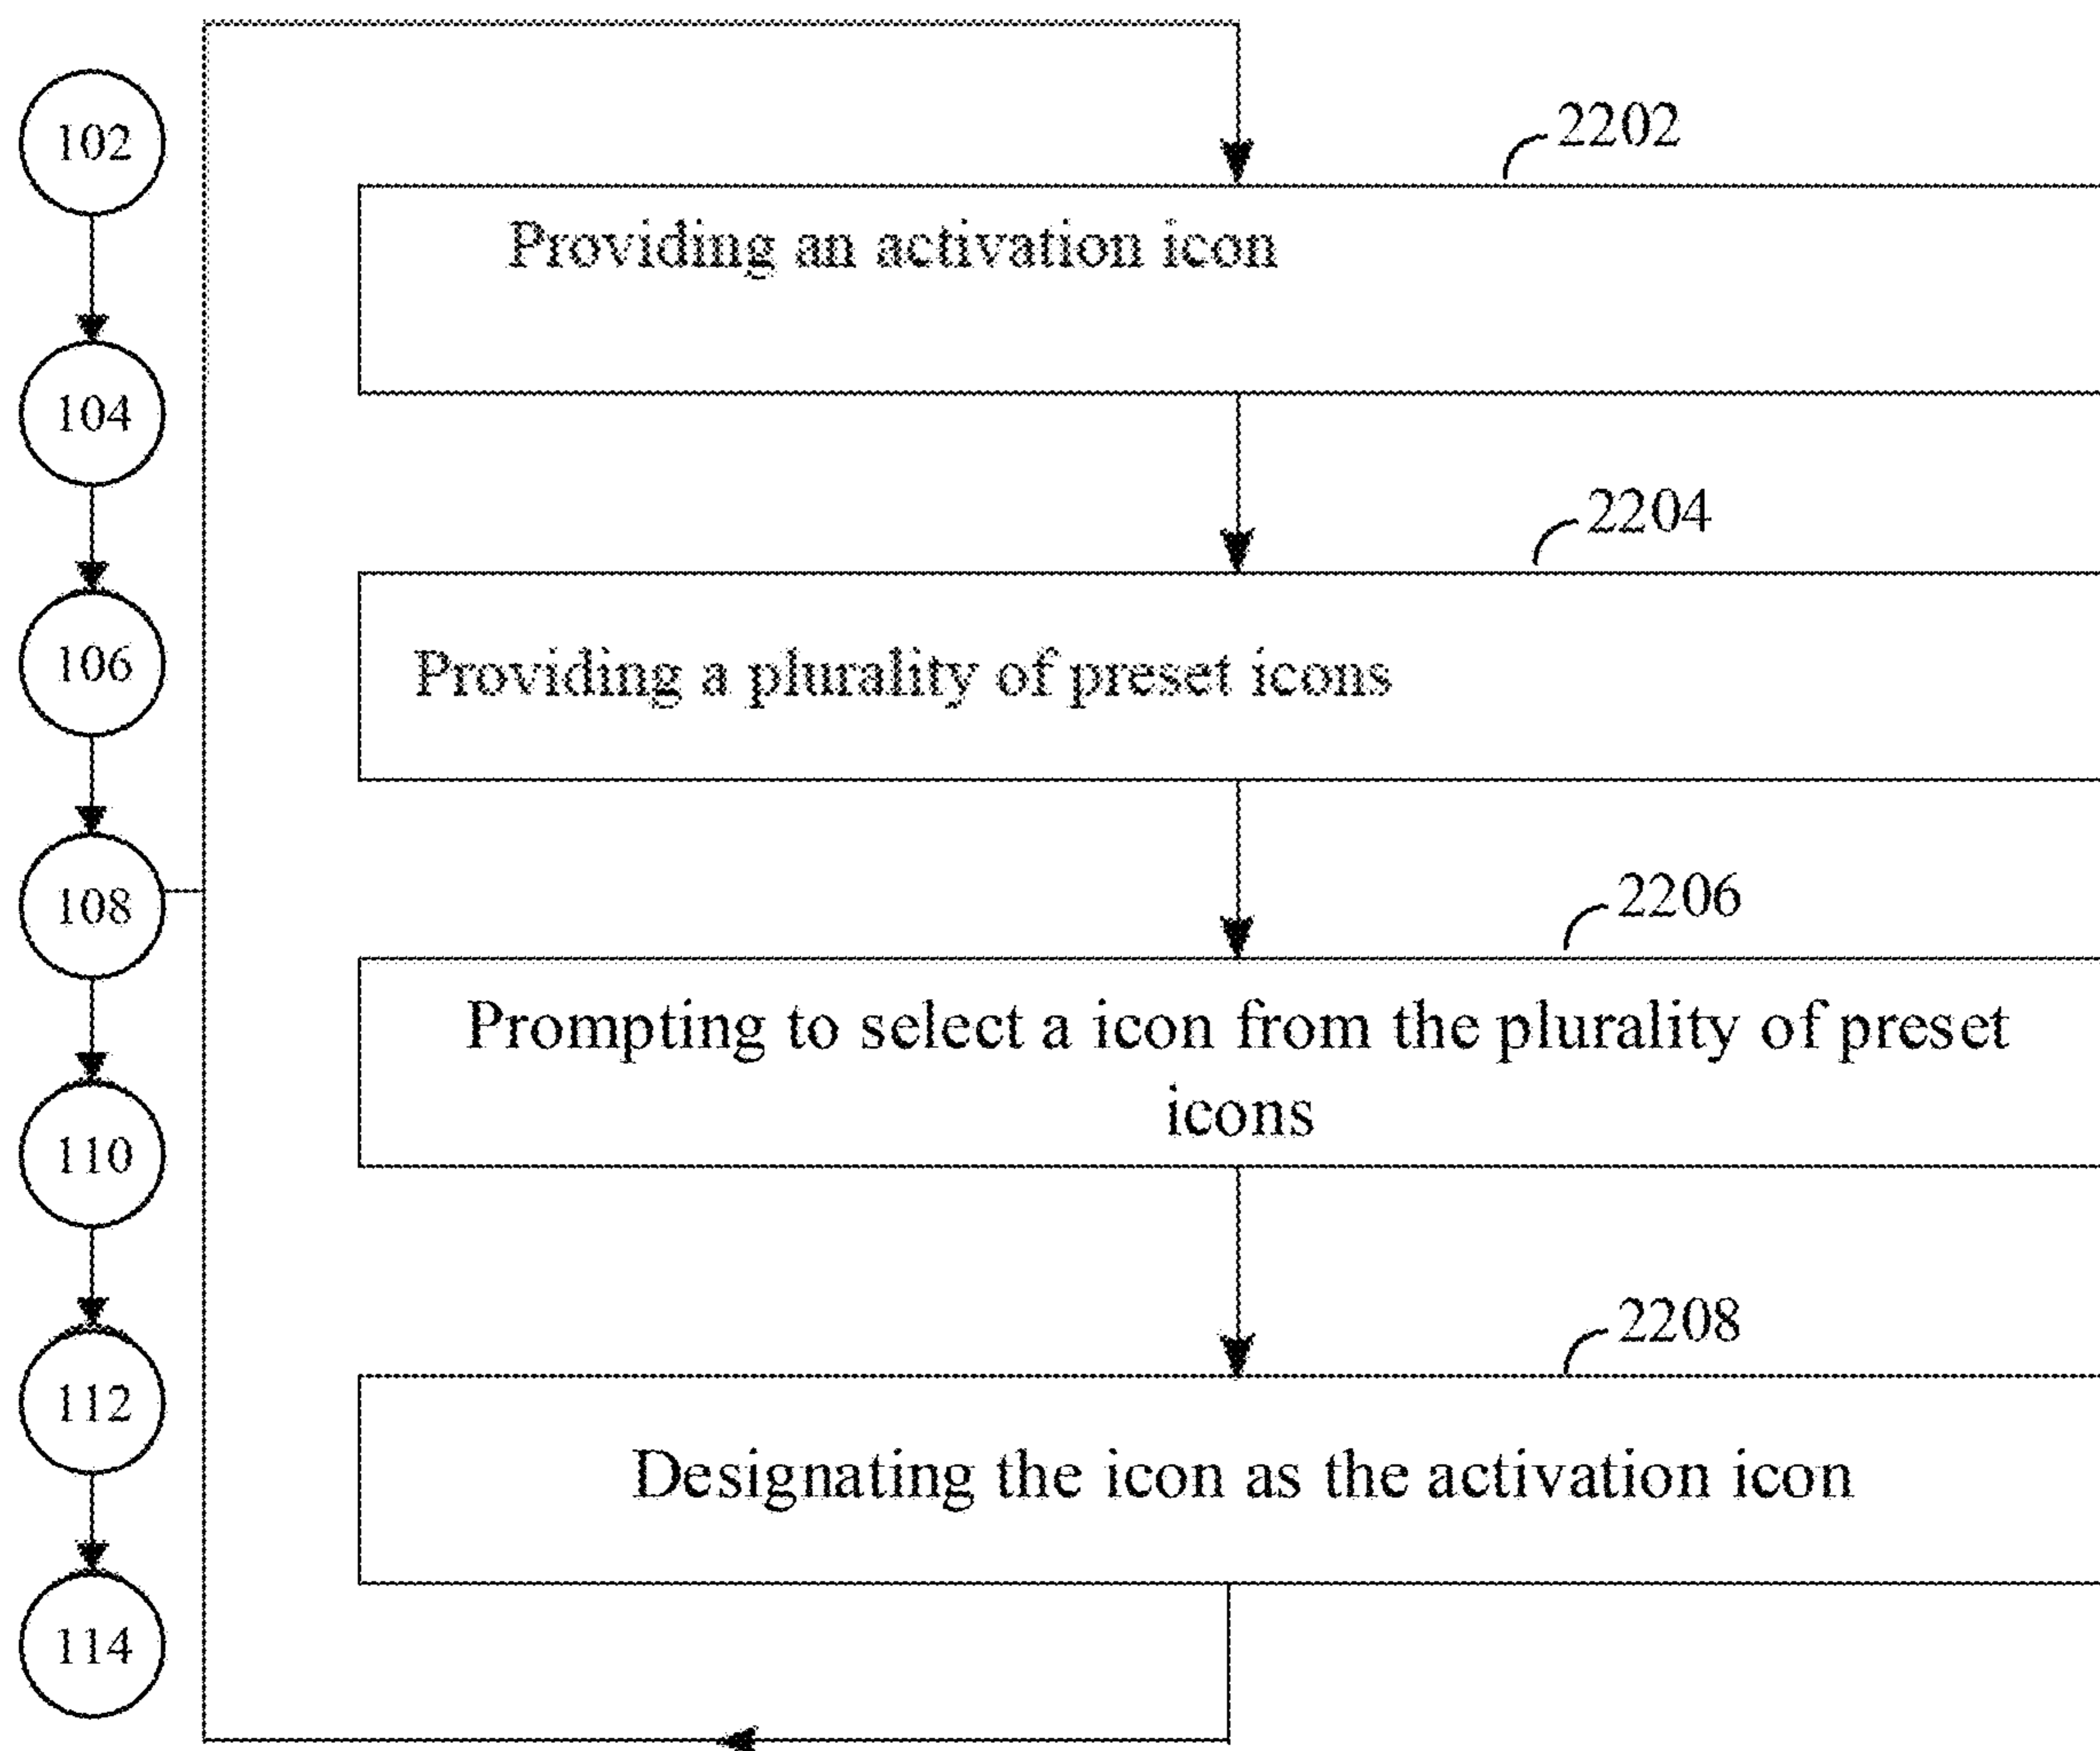 102
104
106
108
110
112
114
2202
Providing an activation icon
2204
Providing a plurality of preset icons
2206
Prompting to select a icon from the plurality of preset
icons
2208
Designating the icon as the activation icon